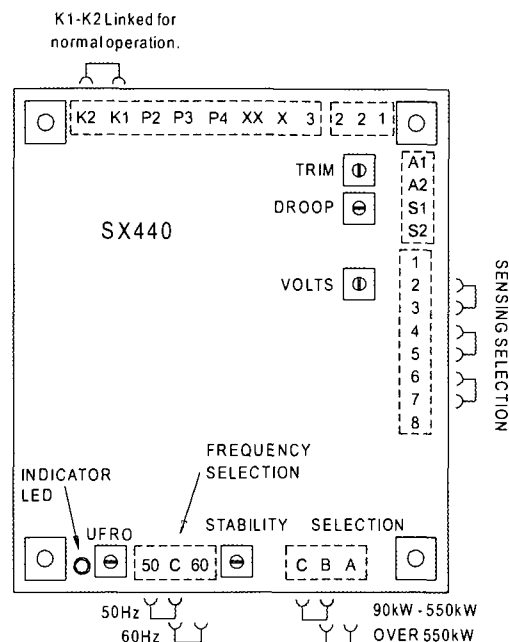 K1-K2 Linked for
normal operation.
K2 K1 P2 P3 P4 XX X 3 2 2 1
TRIM
DROOP
A1
A2
S1
S2
SX440
VOLTS
1
2
3
4
5
6
7
8
SENSING SELECTION
FREQUENCY
SELECTION
INDICATOR
LED
UFRO
STABILITY SELECTION
50 C 60
C B A
50Hz
60Hz
90kW - 550kW
OVER 550kW